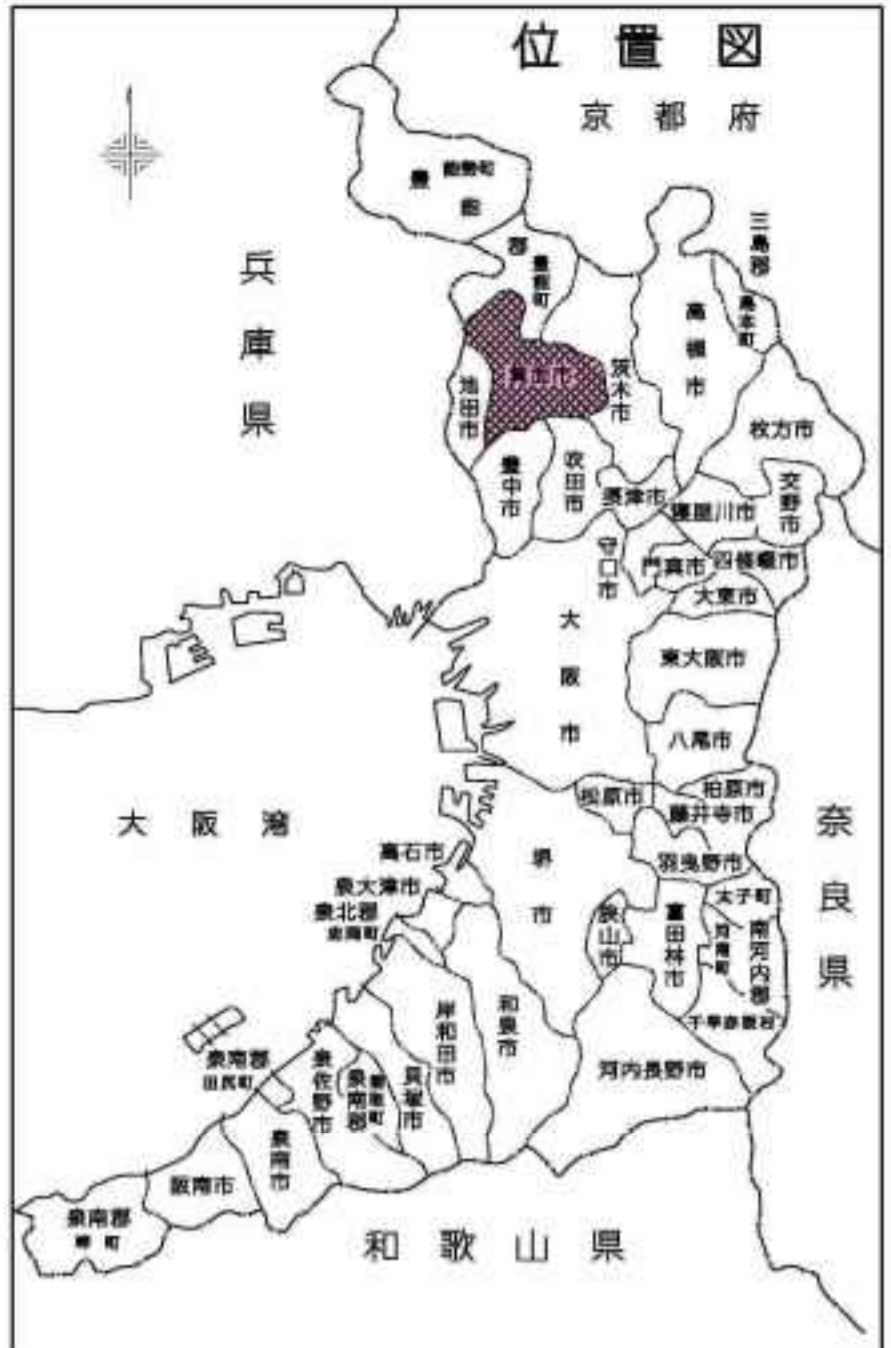 位置図
京都府
兵庫県
豊能郡
能勢町
豊能町
三島郡
島本町
高槻市
箕面市
茨木市
池田市
枚方市
豊中市
吹田市
摂津市
寝屋川市
交野市
守口市
門真市
四條畷市
大東市
大阪市
東大阪市
八尾市
大阪湾
松原市
柏原市
藤井寺市
奈良県
高石市
堺市
羽曳野市
泉大津市
太子町
泉北郡
忠岡町
狭山市
富田林市
河南町
南河内郡
千早赤阪村
岸和田市
和泉市
泉南郡
田尻町
泉佐野市
泉南郡
熊取町
貝塚市
河内長野市
泉南市
阪南市
泉南郡
岬町
和歌山県